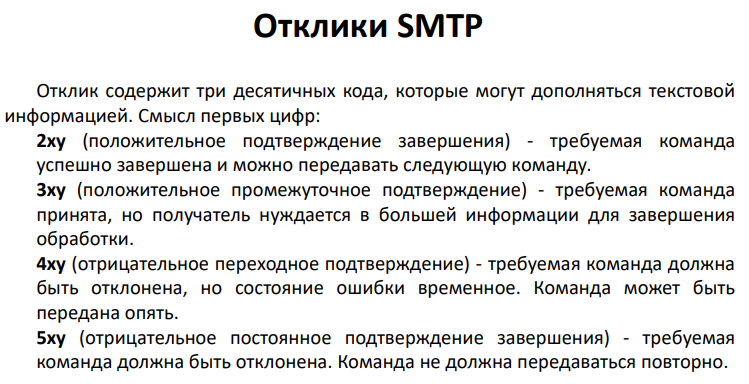 Отклики SMTP
Отклик содержит три десятичных кода, которые могут дополняться текстовой
информацией. Смысл первых цифр:
2xy (положительное подтверждение завершения) - требуемая команда
успешно завершена и можно передавать следующую команду.
3xy (положительное промежуточное подтверждение) - требуемая команда
принята, но получатель нуждается в большей информации для завершения
обработки.
4xy (отрицательное переходное подтверждение) - требуемая команда должна
быть отклонена, но состояние ошибки временное. Команда может быть
передана опять.
5xy (отрицательное постоянное подтверждение завершения) - требуемая
команда должна быть отклонена. Команда не должна передаваться повторно.